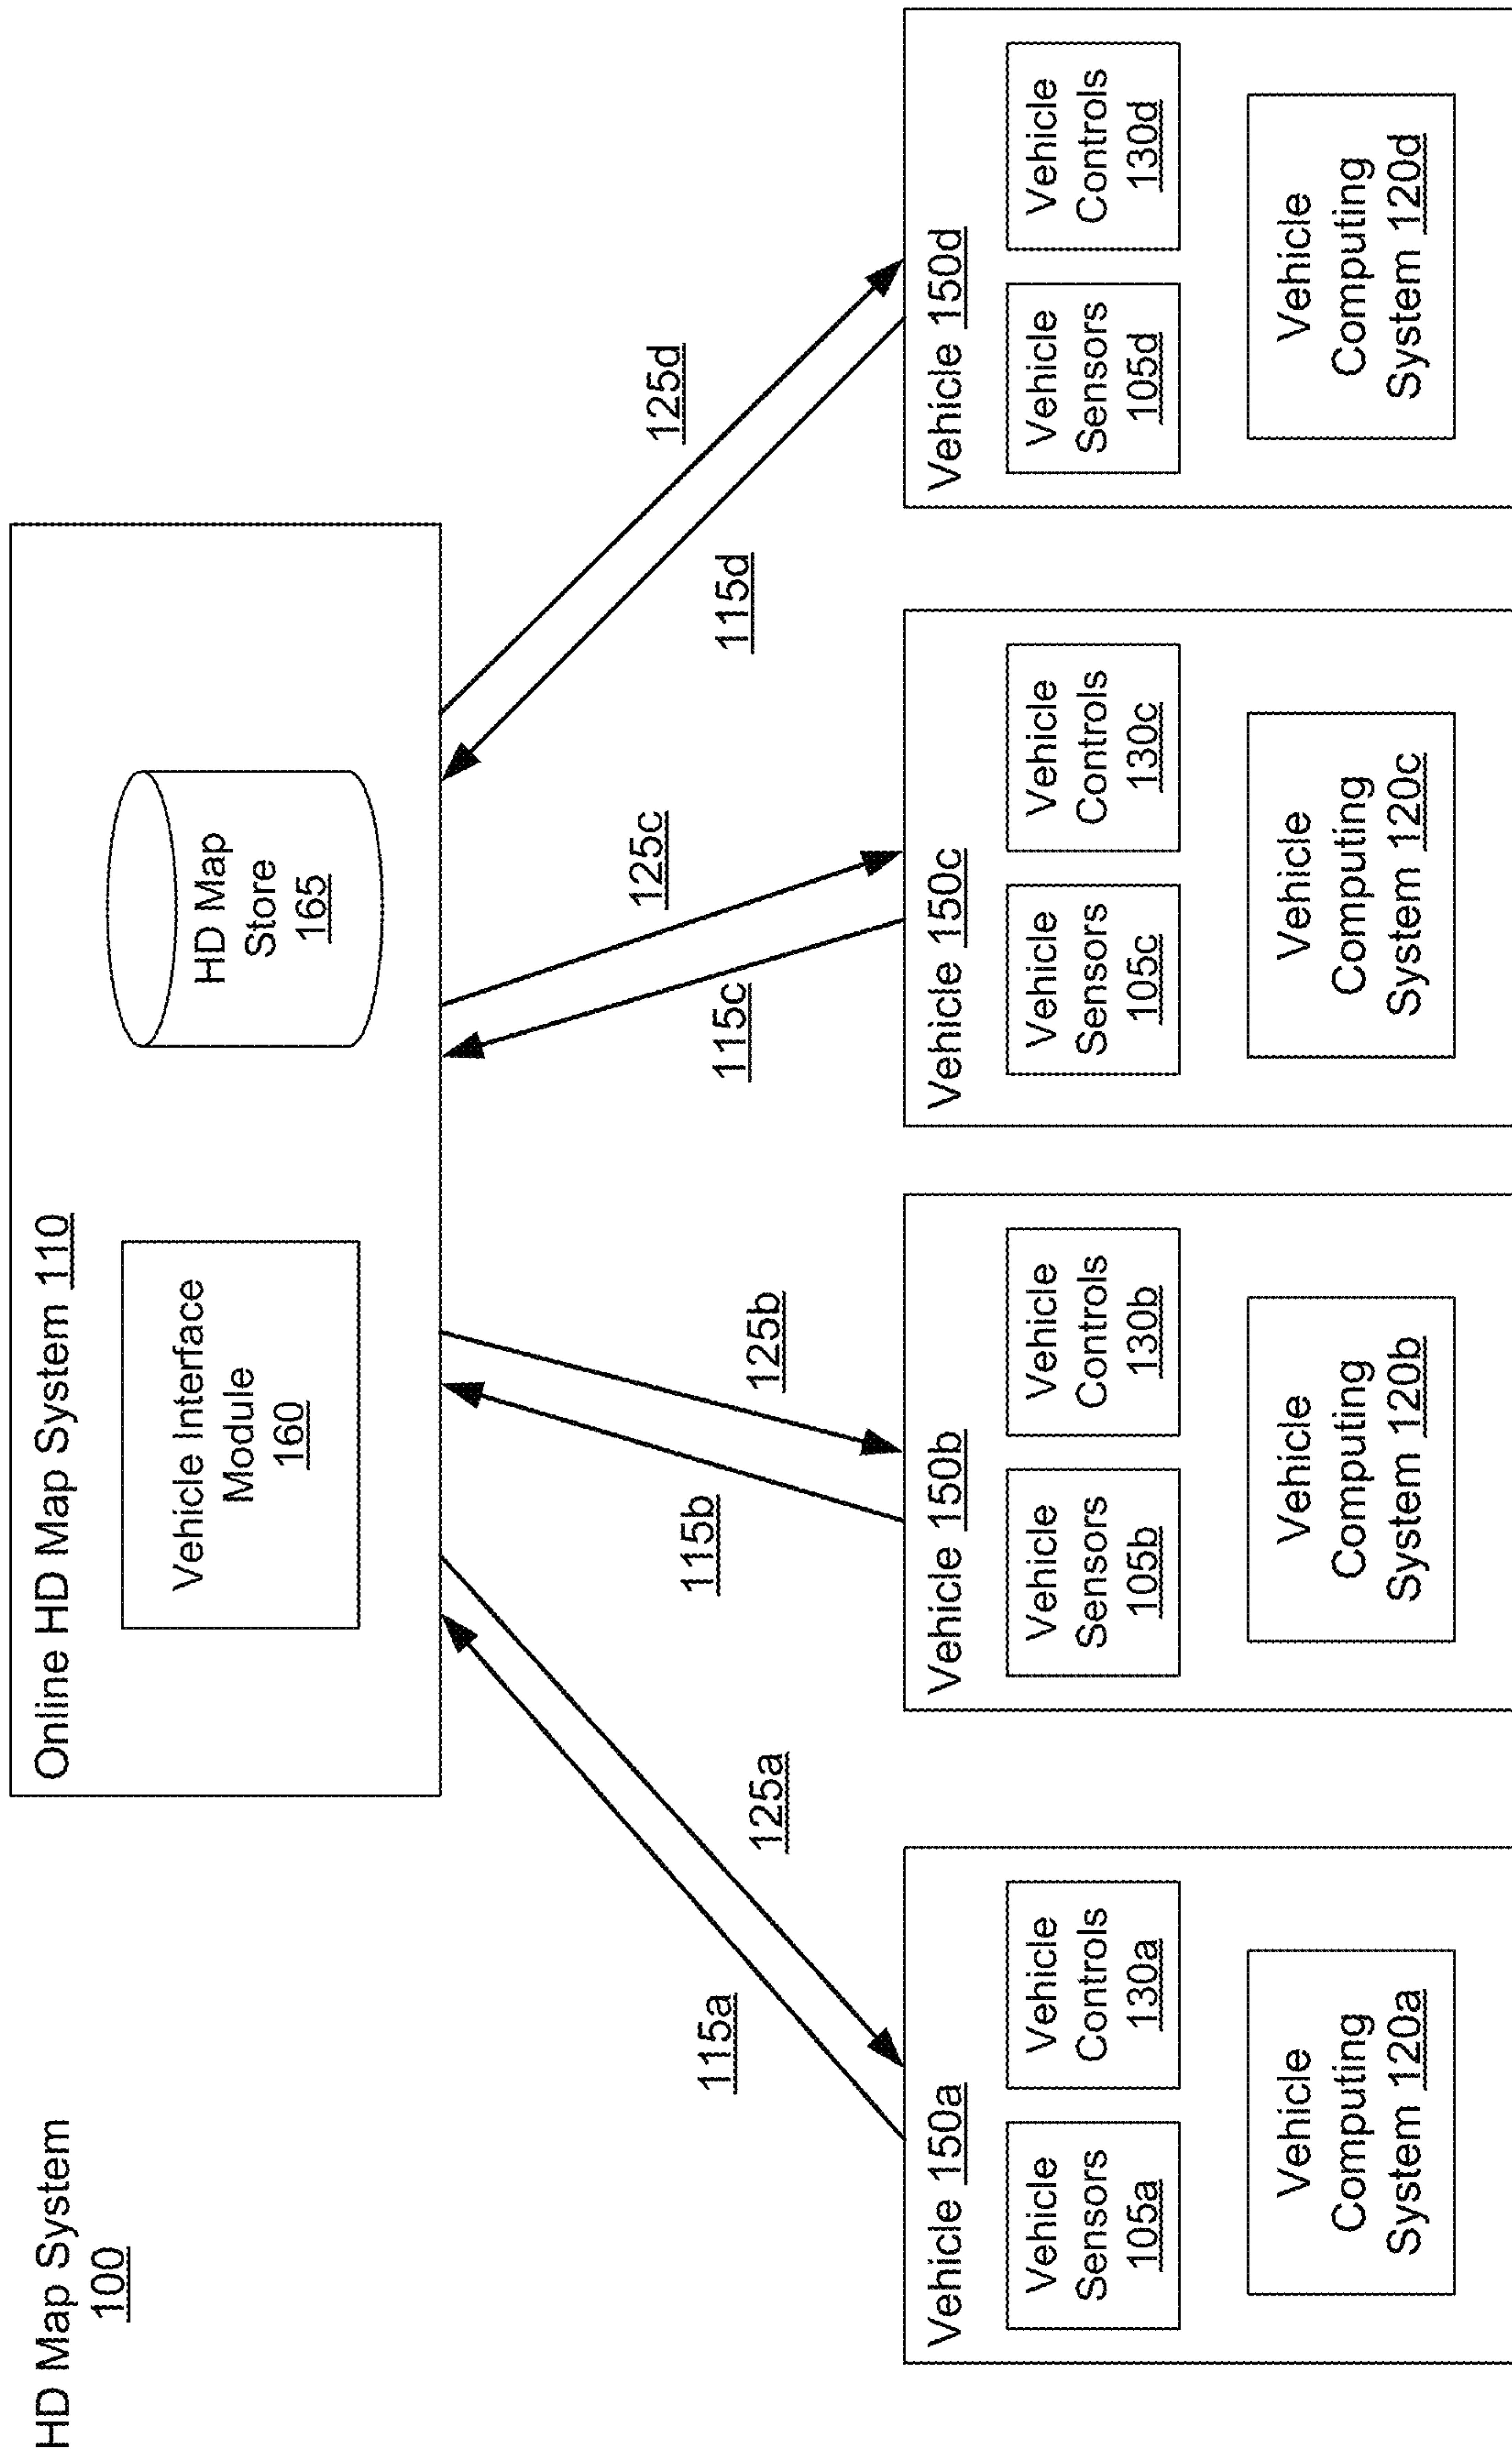 HD Map System
100
Online HD Map System 110
Vehicle Interface
Module
160
HD Map
Store
165
115a
125a
115b
125b
115c
125c
115d
125d
Vehicle 150a
Vehicle
Sensors
105a
Vehicle
Controls
130a
Vehicle
Computing
System 120a
Vehicle 150b
Vehicle
Sensors
105b
Vehicle
Controls
130b
Vehicle
Computing
System 120b
Vehicle 150c
Vehicle
Sensors
105c
Vehicle
Controls
130c
Vehicle
Computing
System 120c
Vehicle 150d
Vehicle
Sensors
105d
Vehicle
Controls
130d
Vehicle
Computing
System 120d